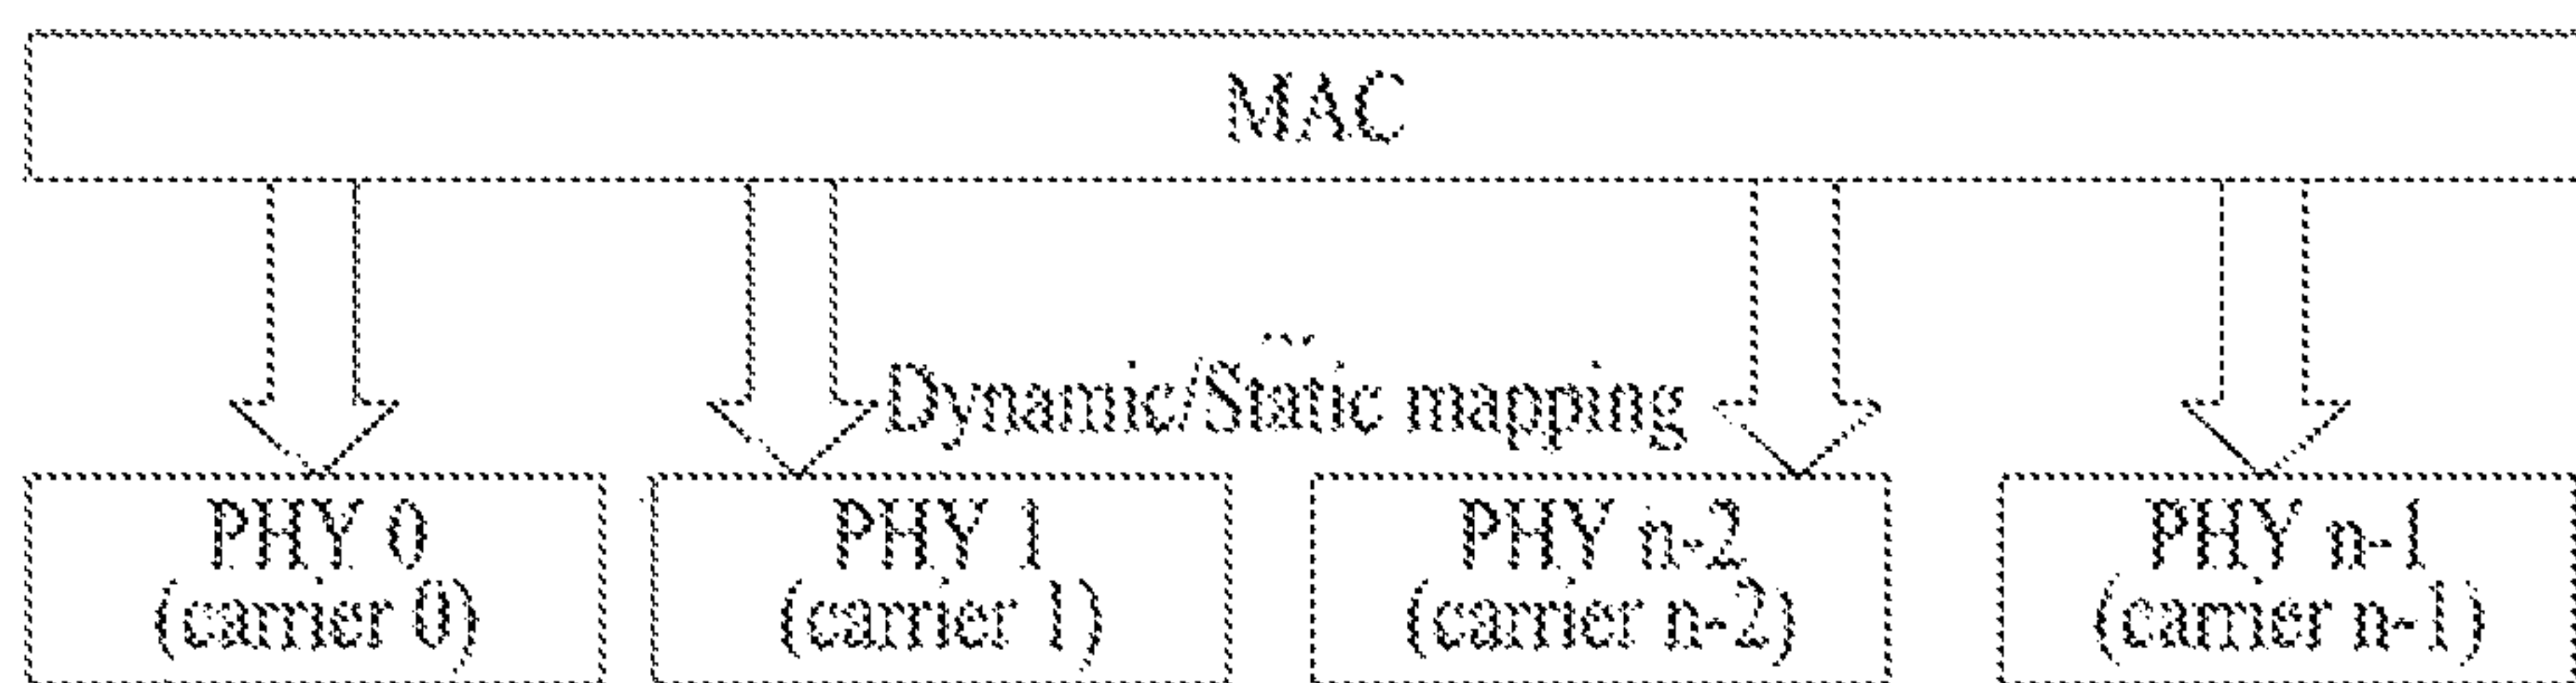 MAC
...
Dynamic/Static mapping
PHY 0
(carrier 0)
PHY 1
(carrier 1)
PHY n-2
(carrier n-2)
PHY n-1
(carrier n-1)